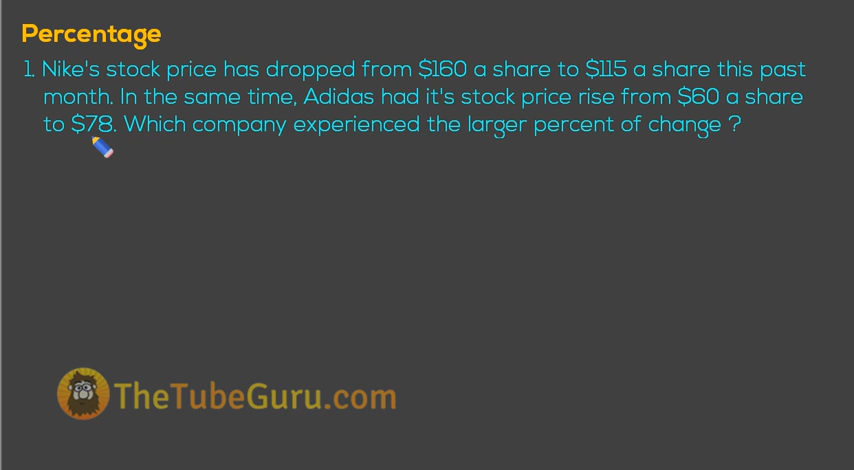 Percentage
1. Nike's stock price has dropped from $160 a share to $115 a share this past
month. In the same time, Adidas had it's stock price rise from $60 a share
to $78. Which company experienced the larger percent of change ?
TheTubeGuru.com